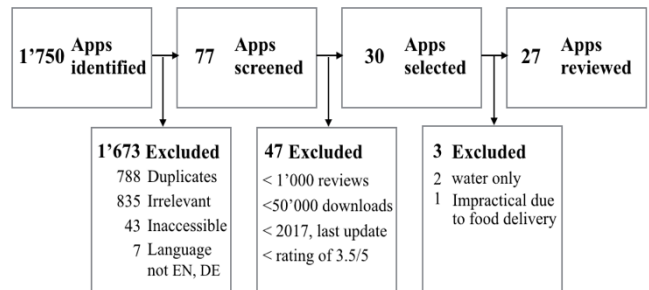 1’750 Apps identified
77 Apps screened
30 Apps selected
27 Apps reviewed
1’673 Excluded
788 Duplicates
835 Irrelevant
43 Inaccessible
7 Language
not EN, DE
47 Excluded
< 1’000 reviews
<50’000 downloads
< 2017, last update
< rating of 3.5/5
3 Excluded
2 water only
1 Impractical due
to food delivery